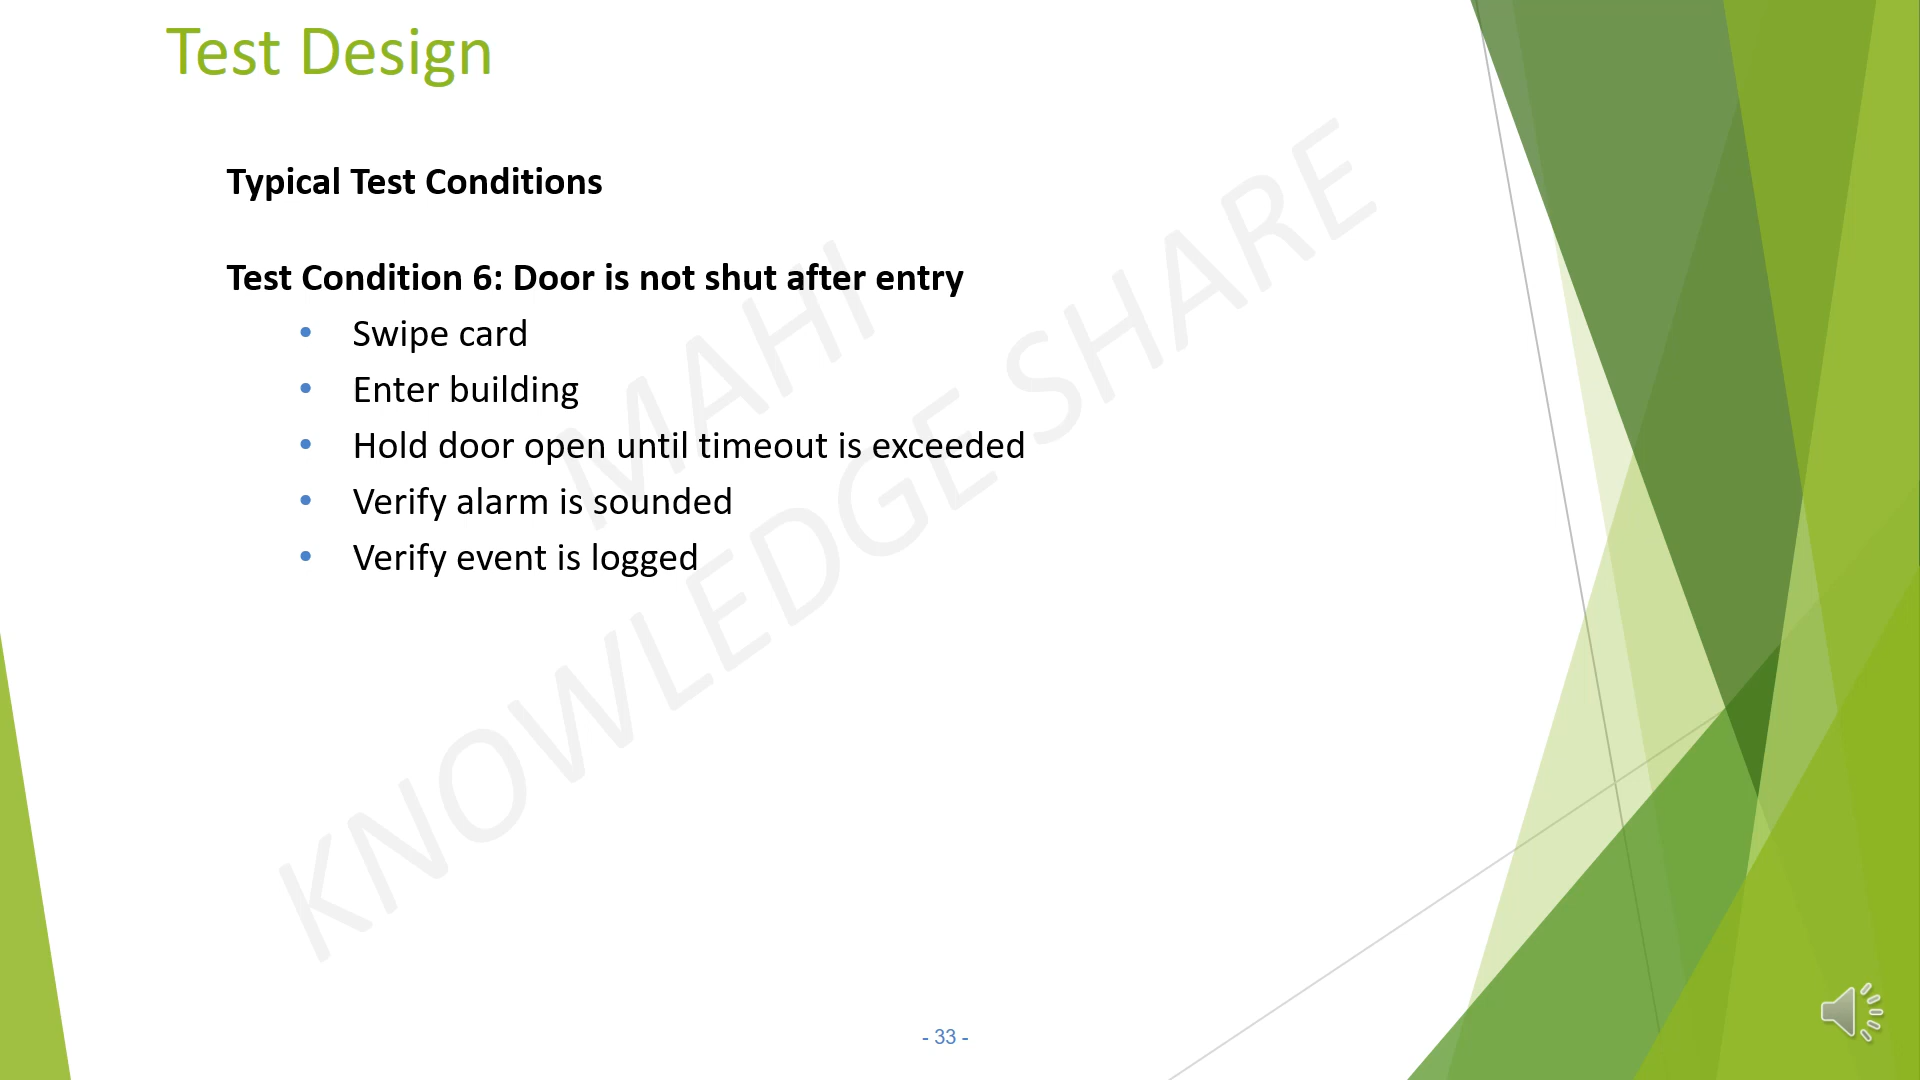 Test Design
Typical Test Conditions
Test Condition 6: Door is not shut after entry
• Swipe card
• Enter building
• Hold door open until timeout is exceeded
• Verify alarm is sounded
• Verify event is logged
MAHI
KNOWLEDGE SHARE
- 33 -